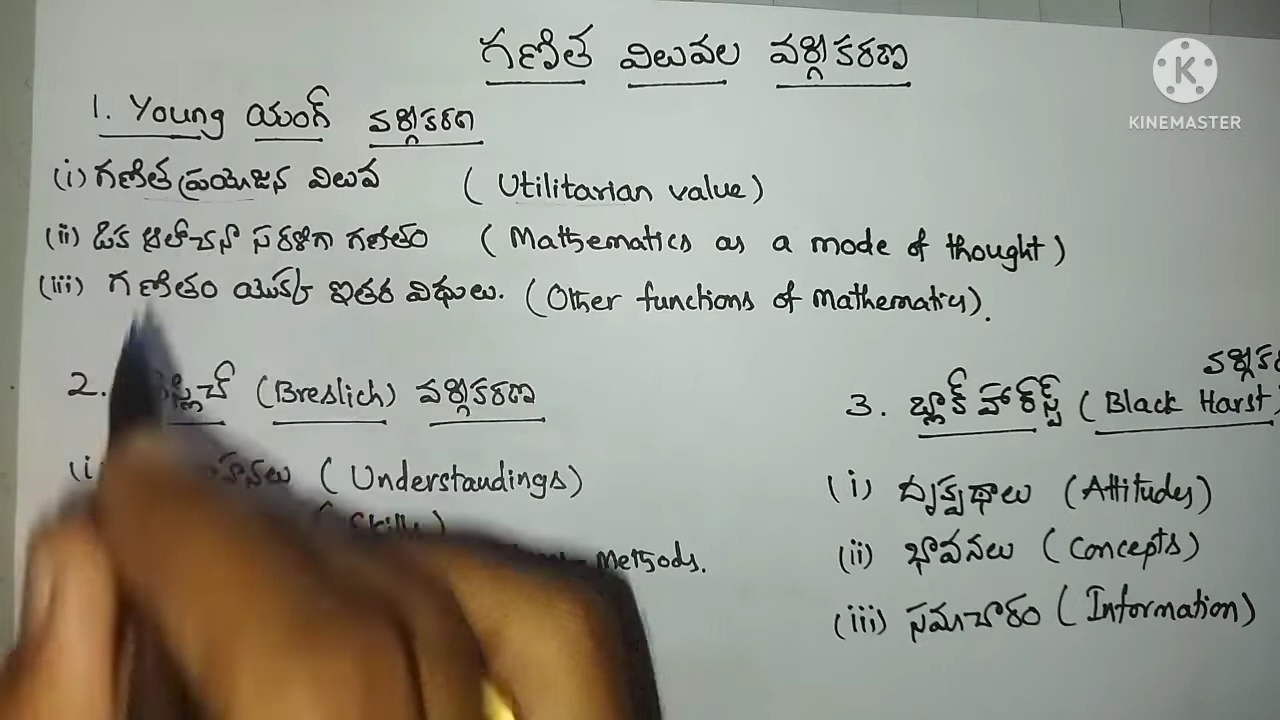 గణిత విలువల వర్గీకరణ
KINEMASTER
1. Young యంగ్ వర్గీకరణ
(i) గణిత ప్రయోజన విలువ (Utilitarian value)
(ii) ఒక ఆలోచనా సరళిగా గణితం (Mathematics as a mode of thought)
(iii) గణితం యొక్క ఇతర విధులు. (Other functions of Mathematics).
2. (Breslich) వర్గీకరణ
(Understandings)
(Skills)
Methods.
3. బ్లాక్ హార్స్ట్ (Black Harst)
(i) దృక్పథాలు (Attitudes)
(ii) భావనలు (Concepts)
(iii) సమాచారం (Information)